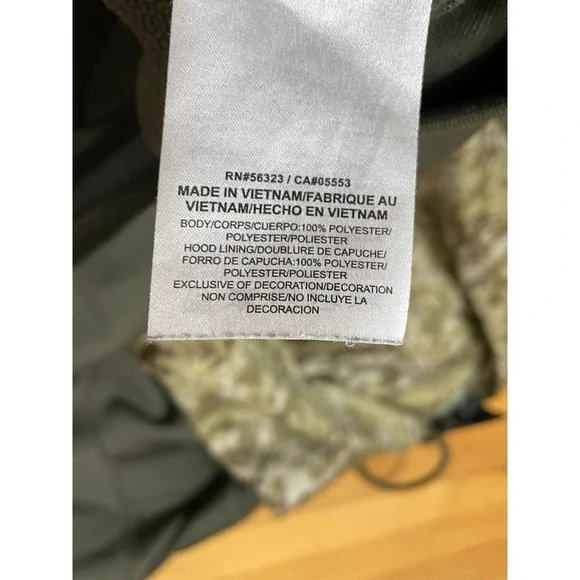 RN#56323 / CA#05553
MADE IN VIETNAM/FABRIQUE AU
VIETNAM/HECHO EN VIETNAM
BODY/CORPS/CUERPO:100% POLYESTER/
POLYESTER/POLIESTER
HOOD LINING/DOUBLURE DE CAPUCHE/
FORRO DE CAPUCHA:100% POLYESTER/
POLYESTER/POLIESTER
EXCLUSIVE OF DECORATION/DECORATION
NON COMPRISE/NO INCLUYE LA
DECORACION